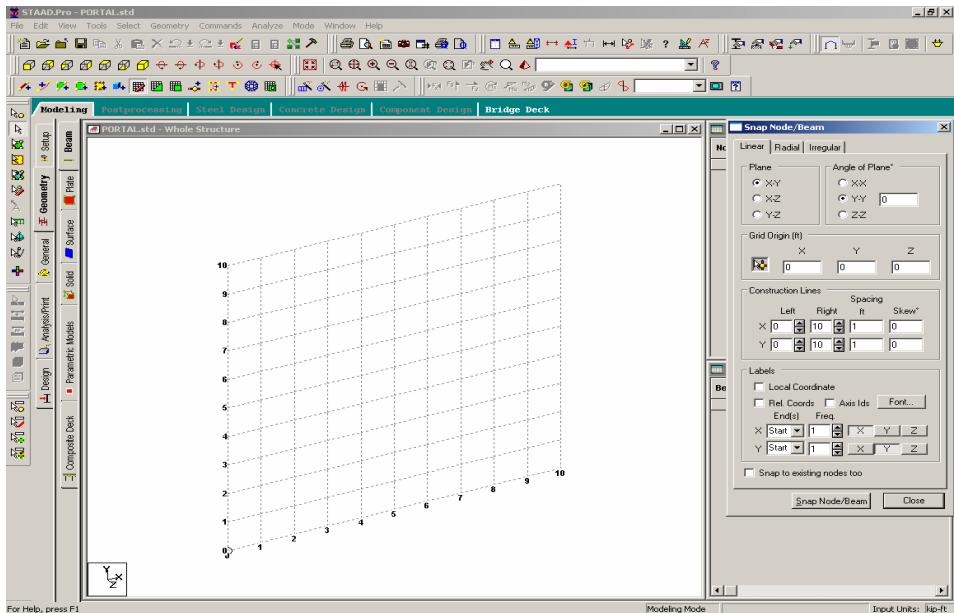 STAAD.Pro - PORTAL.std
File Edit View Tools Select Geometry Commands Analyze Mode Window Help
Modeling Postprocessing Steel Design Concrete Design Component Design Bridge Deck
Setup
Geometry
General
Analysis/Print
Design
Beam
Plate
Surface
Solid
Parametric Models
Composite Deck
PORTAL.std - Whole Structure
10
9
8
7
6
5
4
3
2
1
0
1
2
3
4
5
6
7
8
9
10
Y
X
Z
No
Be
Snap Node/Beam
Linear Radial Irregular
Plane
X-Y
X-Z
Y-Z
Angle of Plane°
X-X
Y-Y 0
Z-Z
Grid Origin (ft)
X Y Z
0 0 0
Construction Lines
Spacing
Left Right ft Skew°
X 0 10 1 0
Y 0 10 1 0
Labels
Local Coordinate
Rel. Coords Axis Ids Font...
End(s) Freq.
X Start 1 X Y Z
Y Start 1 X Y Z
Snap to existing nodes too
Snap Node/Beam Close
For Help, press F1 Modeling Mode Input Units: kip-ft